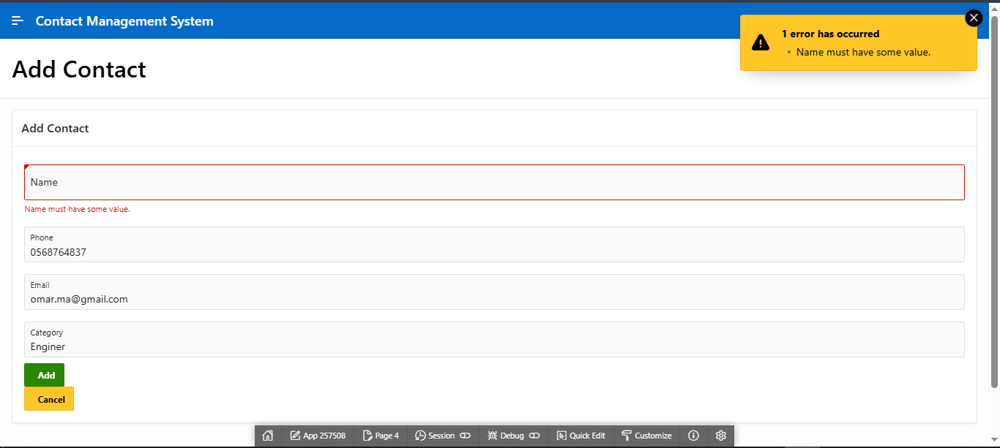 Contact Management System
1 error has occurred
• Name must have some value.
Add Contact
Add Contact
Name
Name must have some value.
Phone
0568764837
Email
omar.ma@gmail.com
Category
Enginer
Add
Cancel
App 257508 Page 4 Session Debug Quick Edit Customize